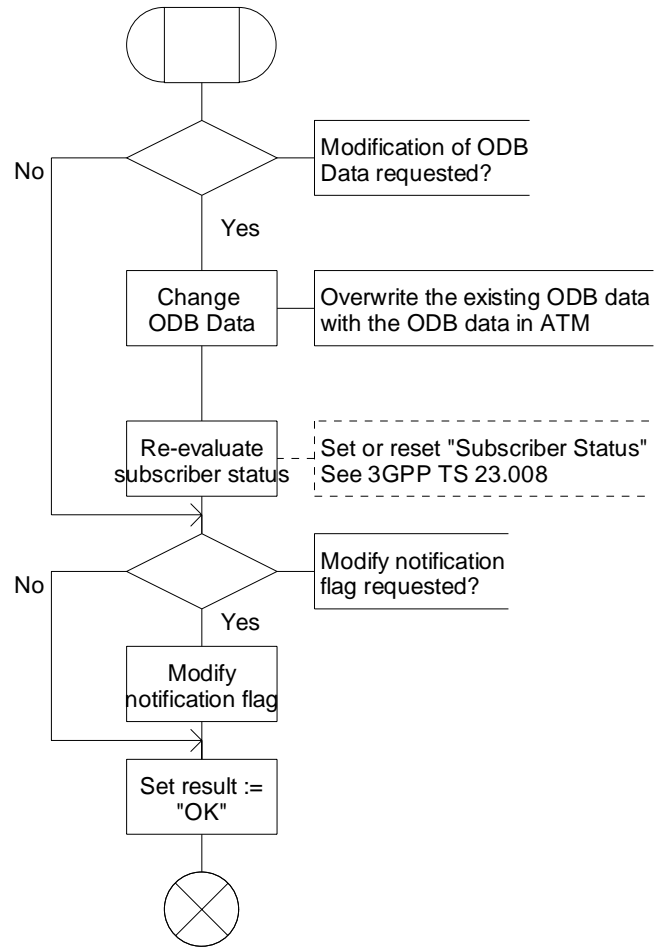 Modification of ODB
Data requested?
No
Yes
Change
ODB Data
Overwrite the existing ODB data
with the ODB data in ATM
Re-evaluate
subscriber status
Set or reset "Subscriber Status"
See 3GPP TS 23.008
Modify notification
flag requested?
No
Yes
Modify
notification flag
Set result :=
"OK"